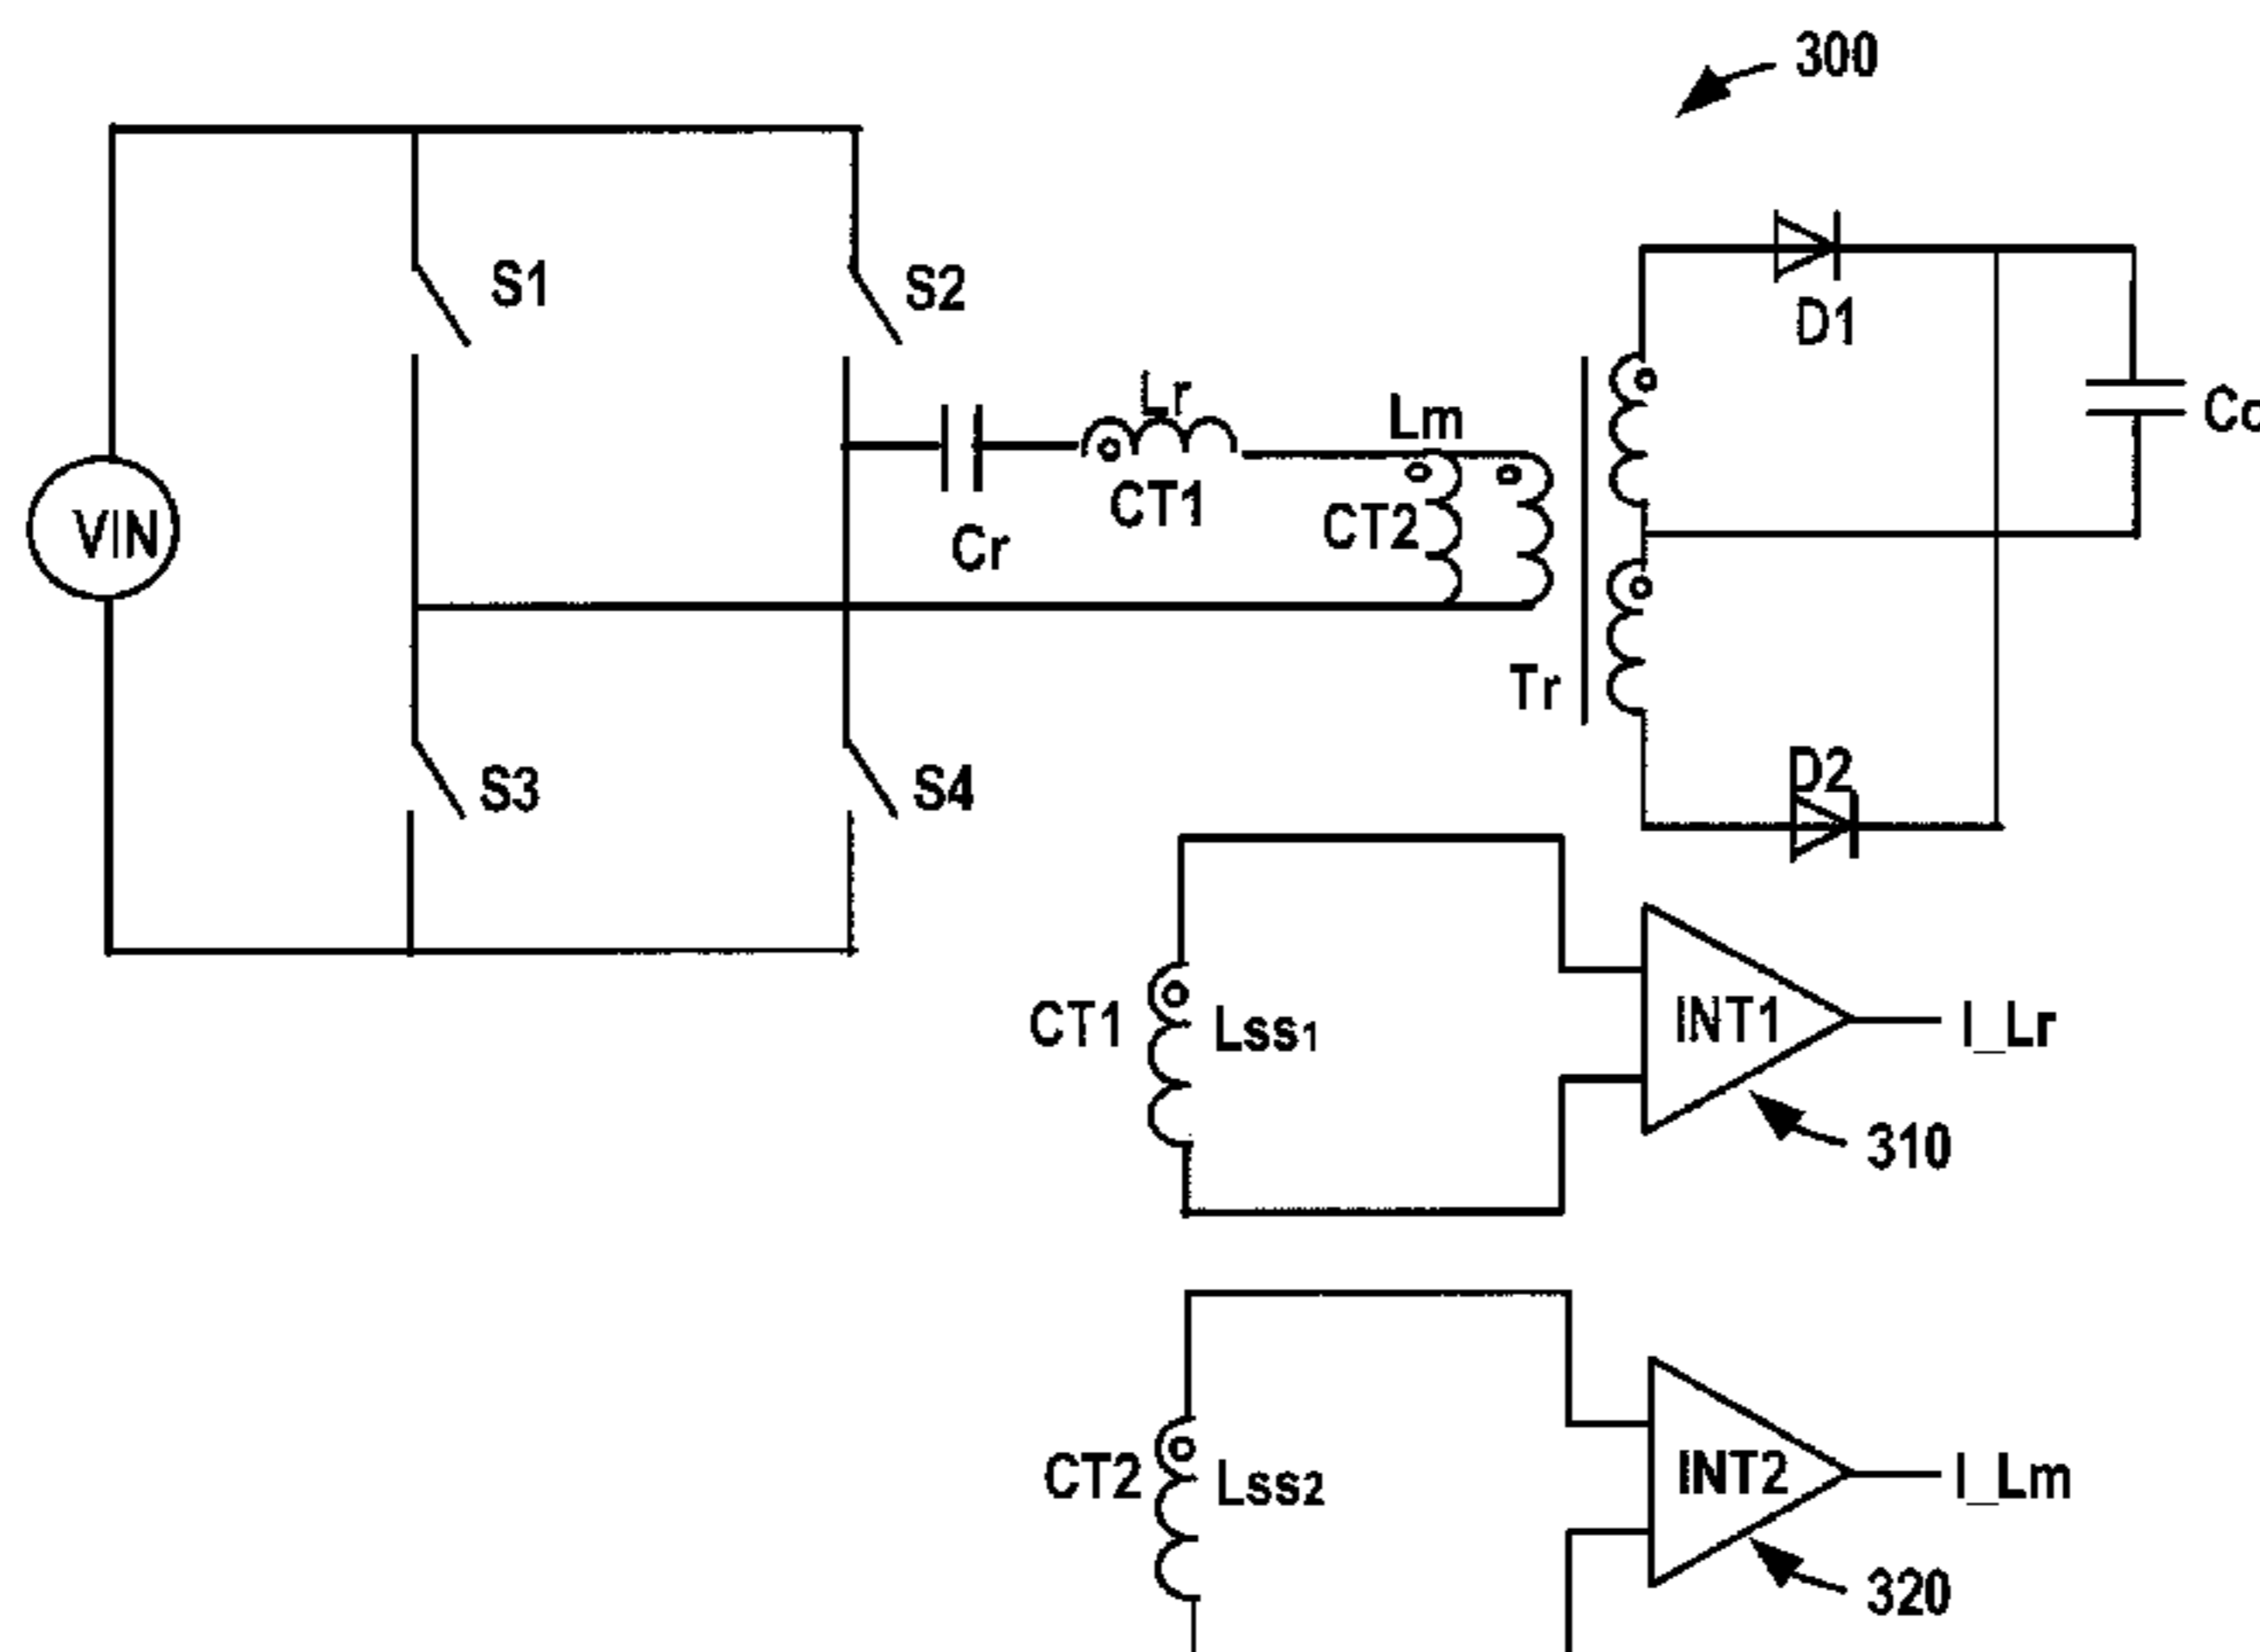 300
S1
S2
D1
Lr
Lm
VIN
CT1
CT2
Cr
Tr
S3
S4
D2
CT1
Lss1
INT1
I_Lr
310
CT2
Lss2
INT2
I_Lm
320